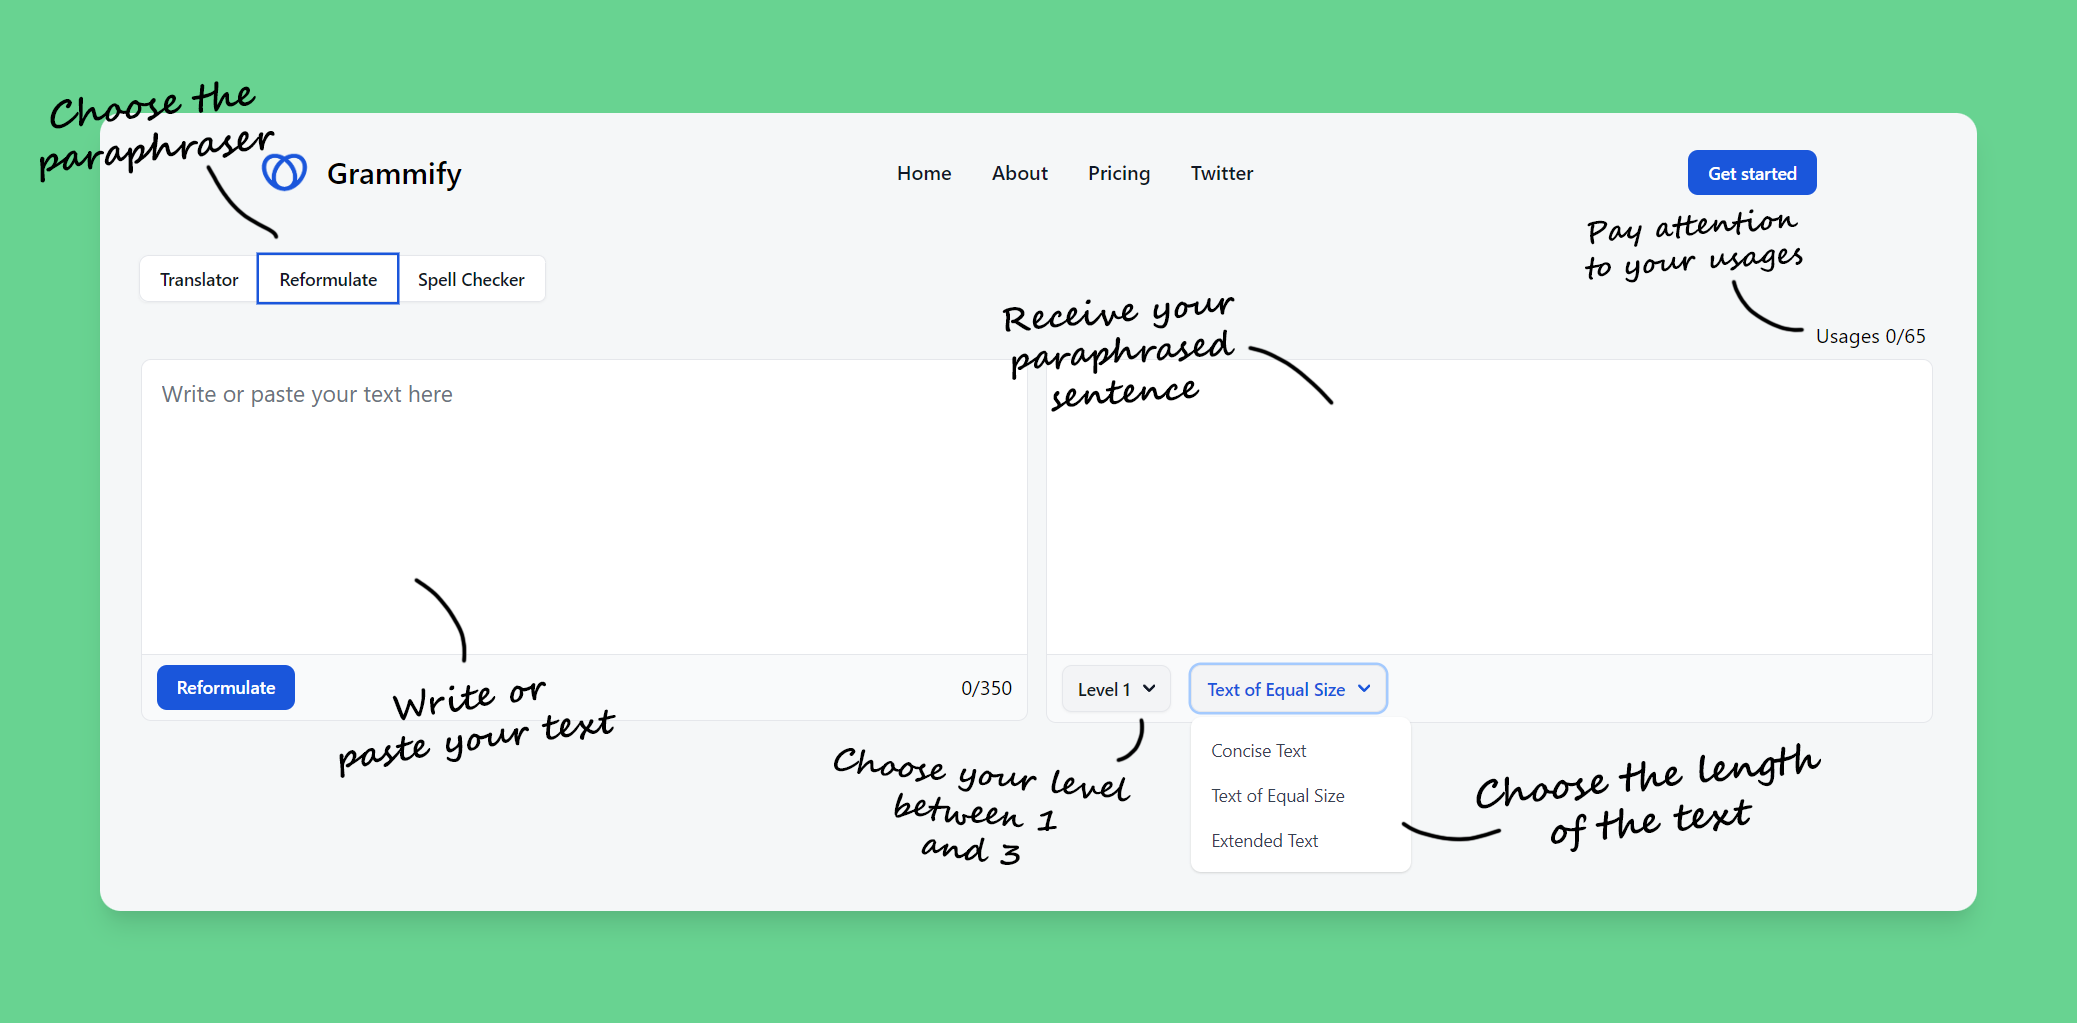 Choose the
paraphraser
Grammify
Home
About
Pricing
Twitter
Get started
Pay attention
to your usages
Translator
Reformulate
Spell Checker
Receive your
paraphrased
sentence
Usages 0/65
Write or paste your text here
Reformulate
0/350
Level 1
Text of Equal Size
Write or
paste your text
Choose your level
between 1
and 3
Concise Text
Text of Equal Size
Extended Text
Choose the length
of the text